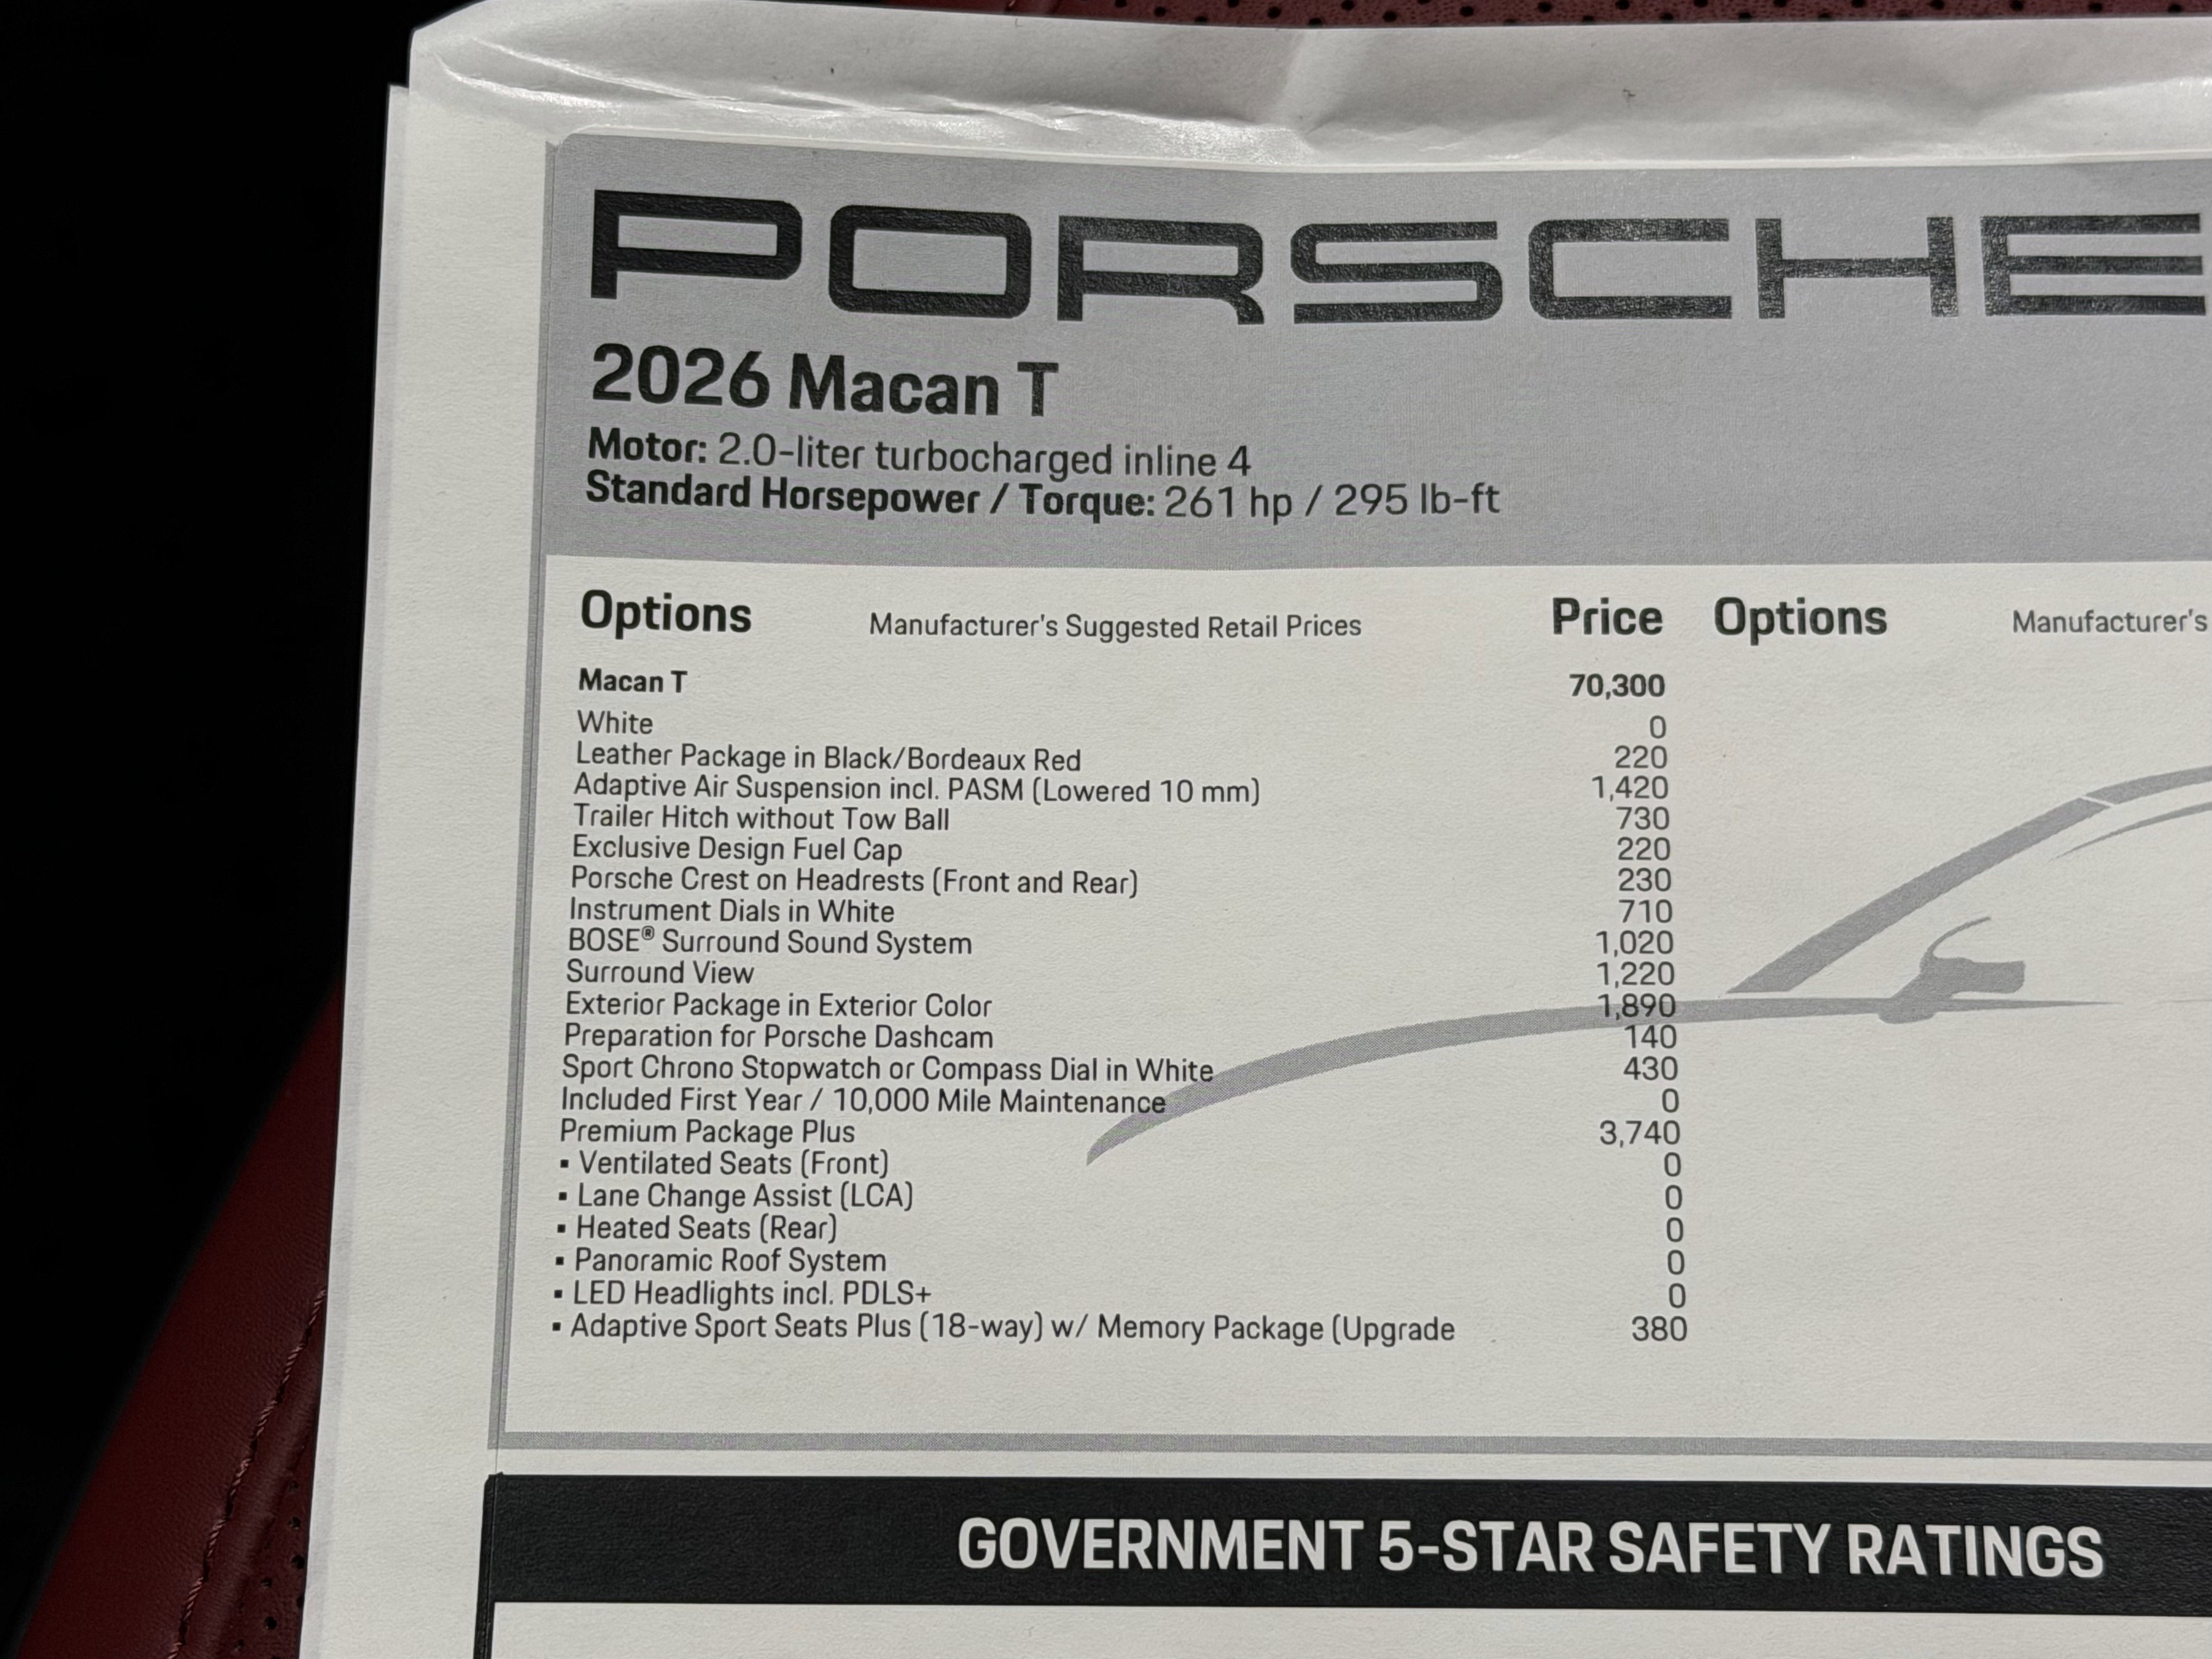 PORSCHE
2026 Macan T
Motor: 2.0-liter turbocharged inline 4
Standard Horsepower / Torque: 261 hp / 295 lb-ft
Options Manufacturer's Suggested Retail Prices Price Options Manufacturer's
Macan T 70,300
White 0
Leather Package in Black/Bordeaux Red 220
Adaptive Air Suspension incl. PASM (Lowered 10 mm) 1,420
Trailer Hitch without Tow Ball 730
Exclusive Design Fuel Cap 220
Porsche Crest on Headrests (Front and Rear) 230
Instrument Dials in White 710
BOSE® Surround Sound System 1,020
Surround View 1,220
Exterior Package in Exterior Color 1,890
Preparation for Porsche Dashcam 140
Sport Chrono Stopwatch or Compass Dial in White 430
Included First Year / 10,000 Mile Maintenance 0
Premium Package Plus 3,740
▪ Ventilated Seats (Front) 0
▪ Lane Change Assist (LCA) 0
▪ Heated Seats (Rear) 0
▪ Panoramic Roof System 0
▪ LED Headlights incl. PDLS+ 0
▪ Adaptive Sport Seats Plus (18-way) w/ Memory Package (Upgrade 380
GOVERNMENT 5-STAR SAFETY RATINGS